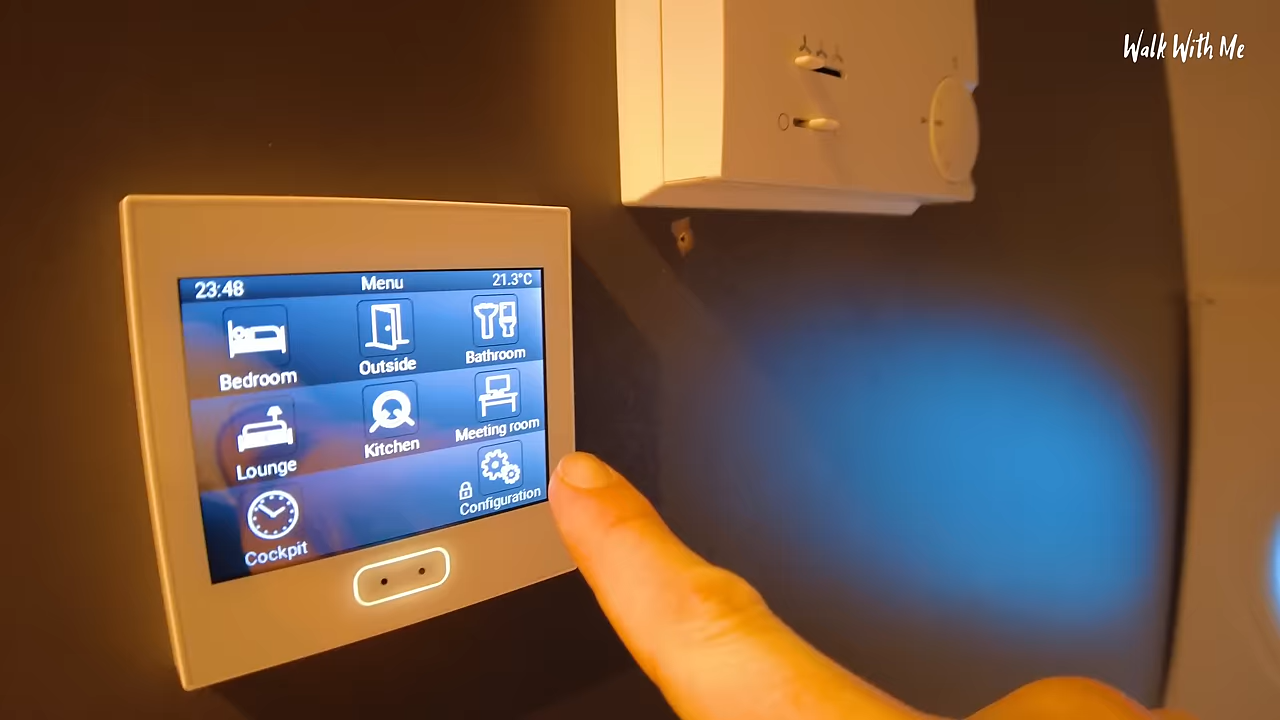 Walk With Me
23:48 Menu 21.3°C
Bedroom Outside Bathroom
Lounge Kitchen Meeting room
Cockpit Configuration